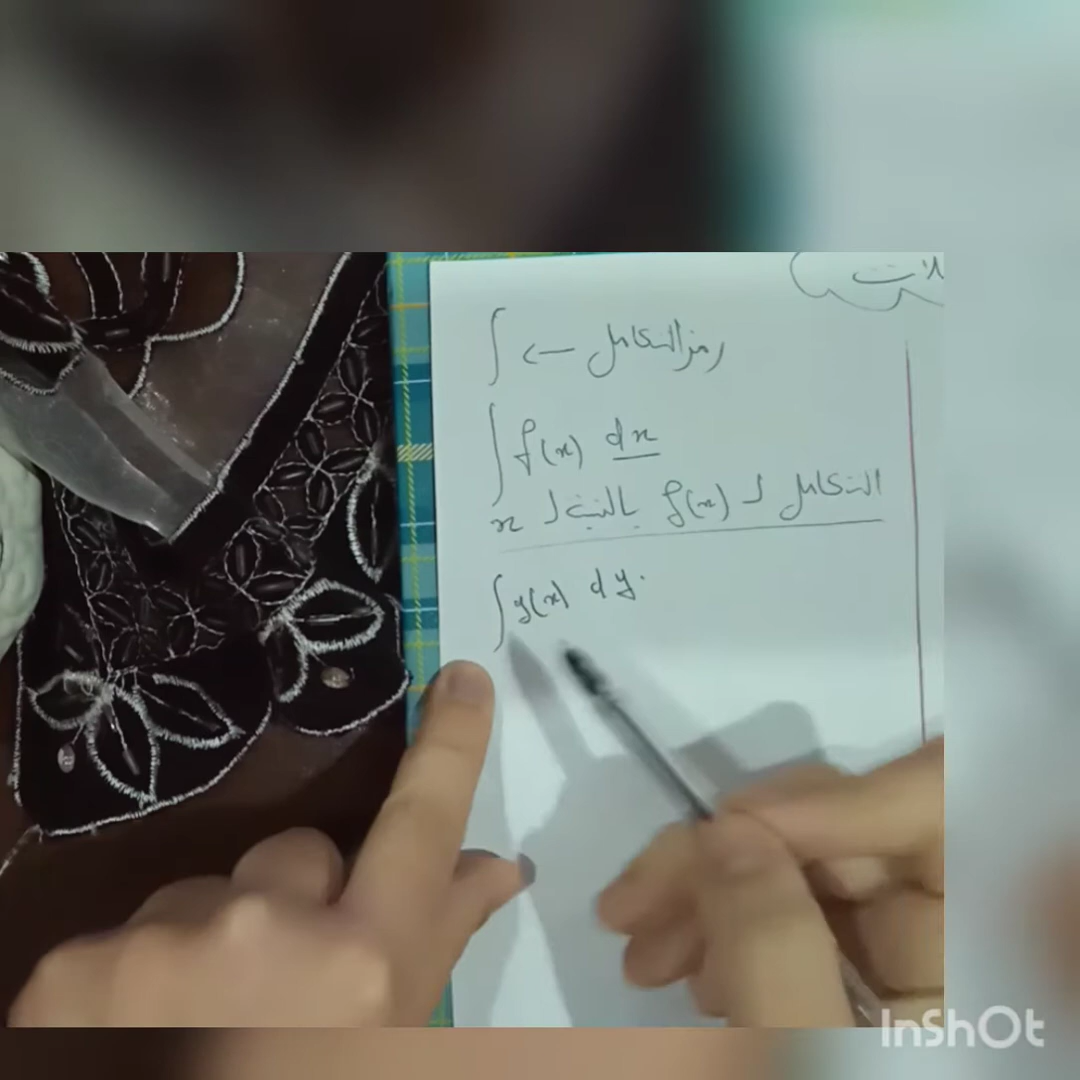 ∫ ← رمز التكامل
∫ f(x) dx
التكامل لـ f(x) بالنسبة لـ x
∫ y(x) dy.
InShOt